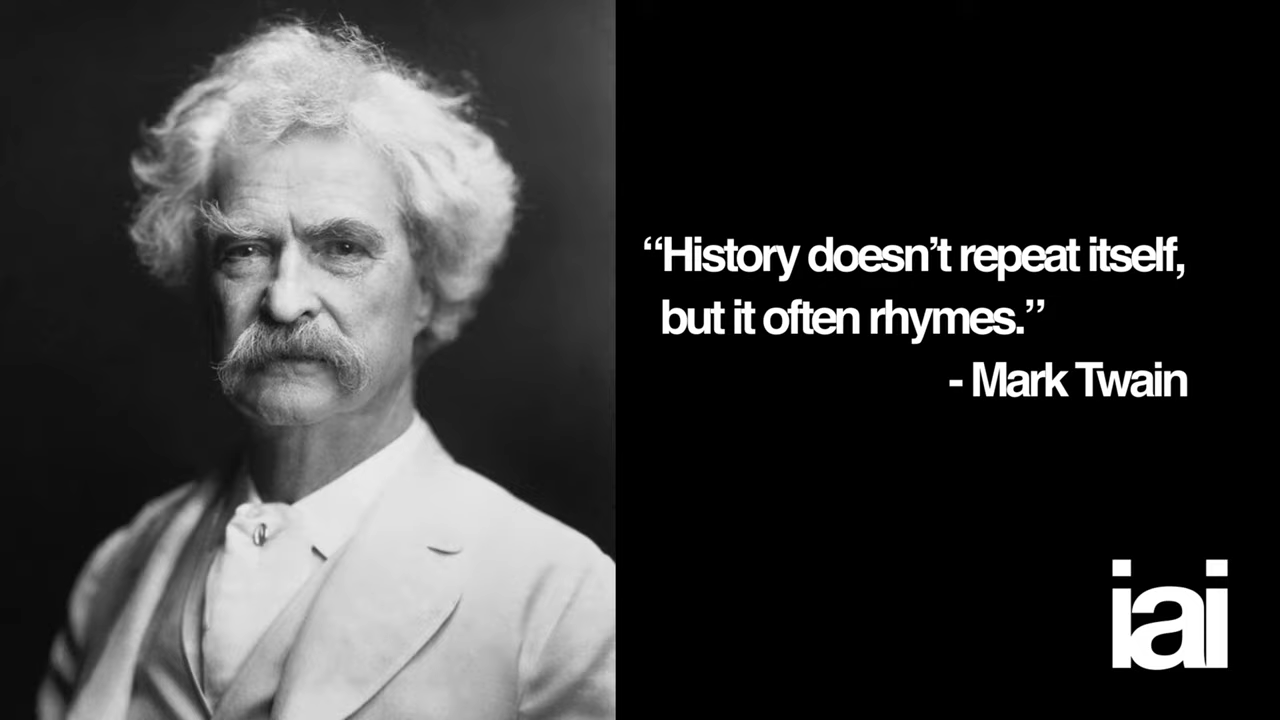 “History doesn’t repeat itself,
but it often rhymes.”
- Mark Twain
iai